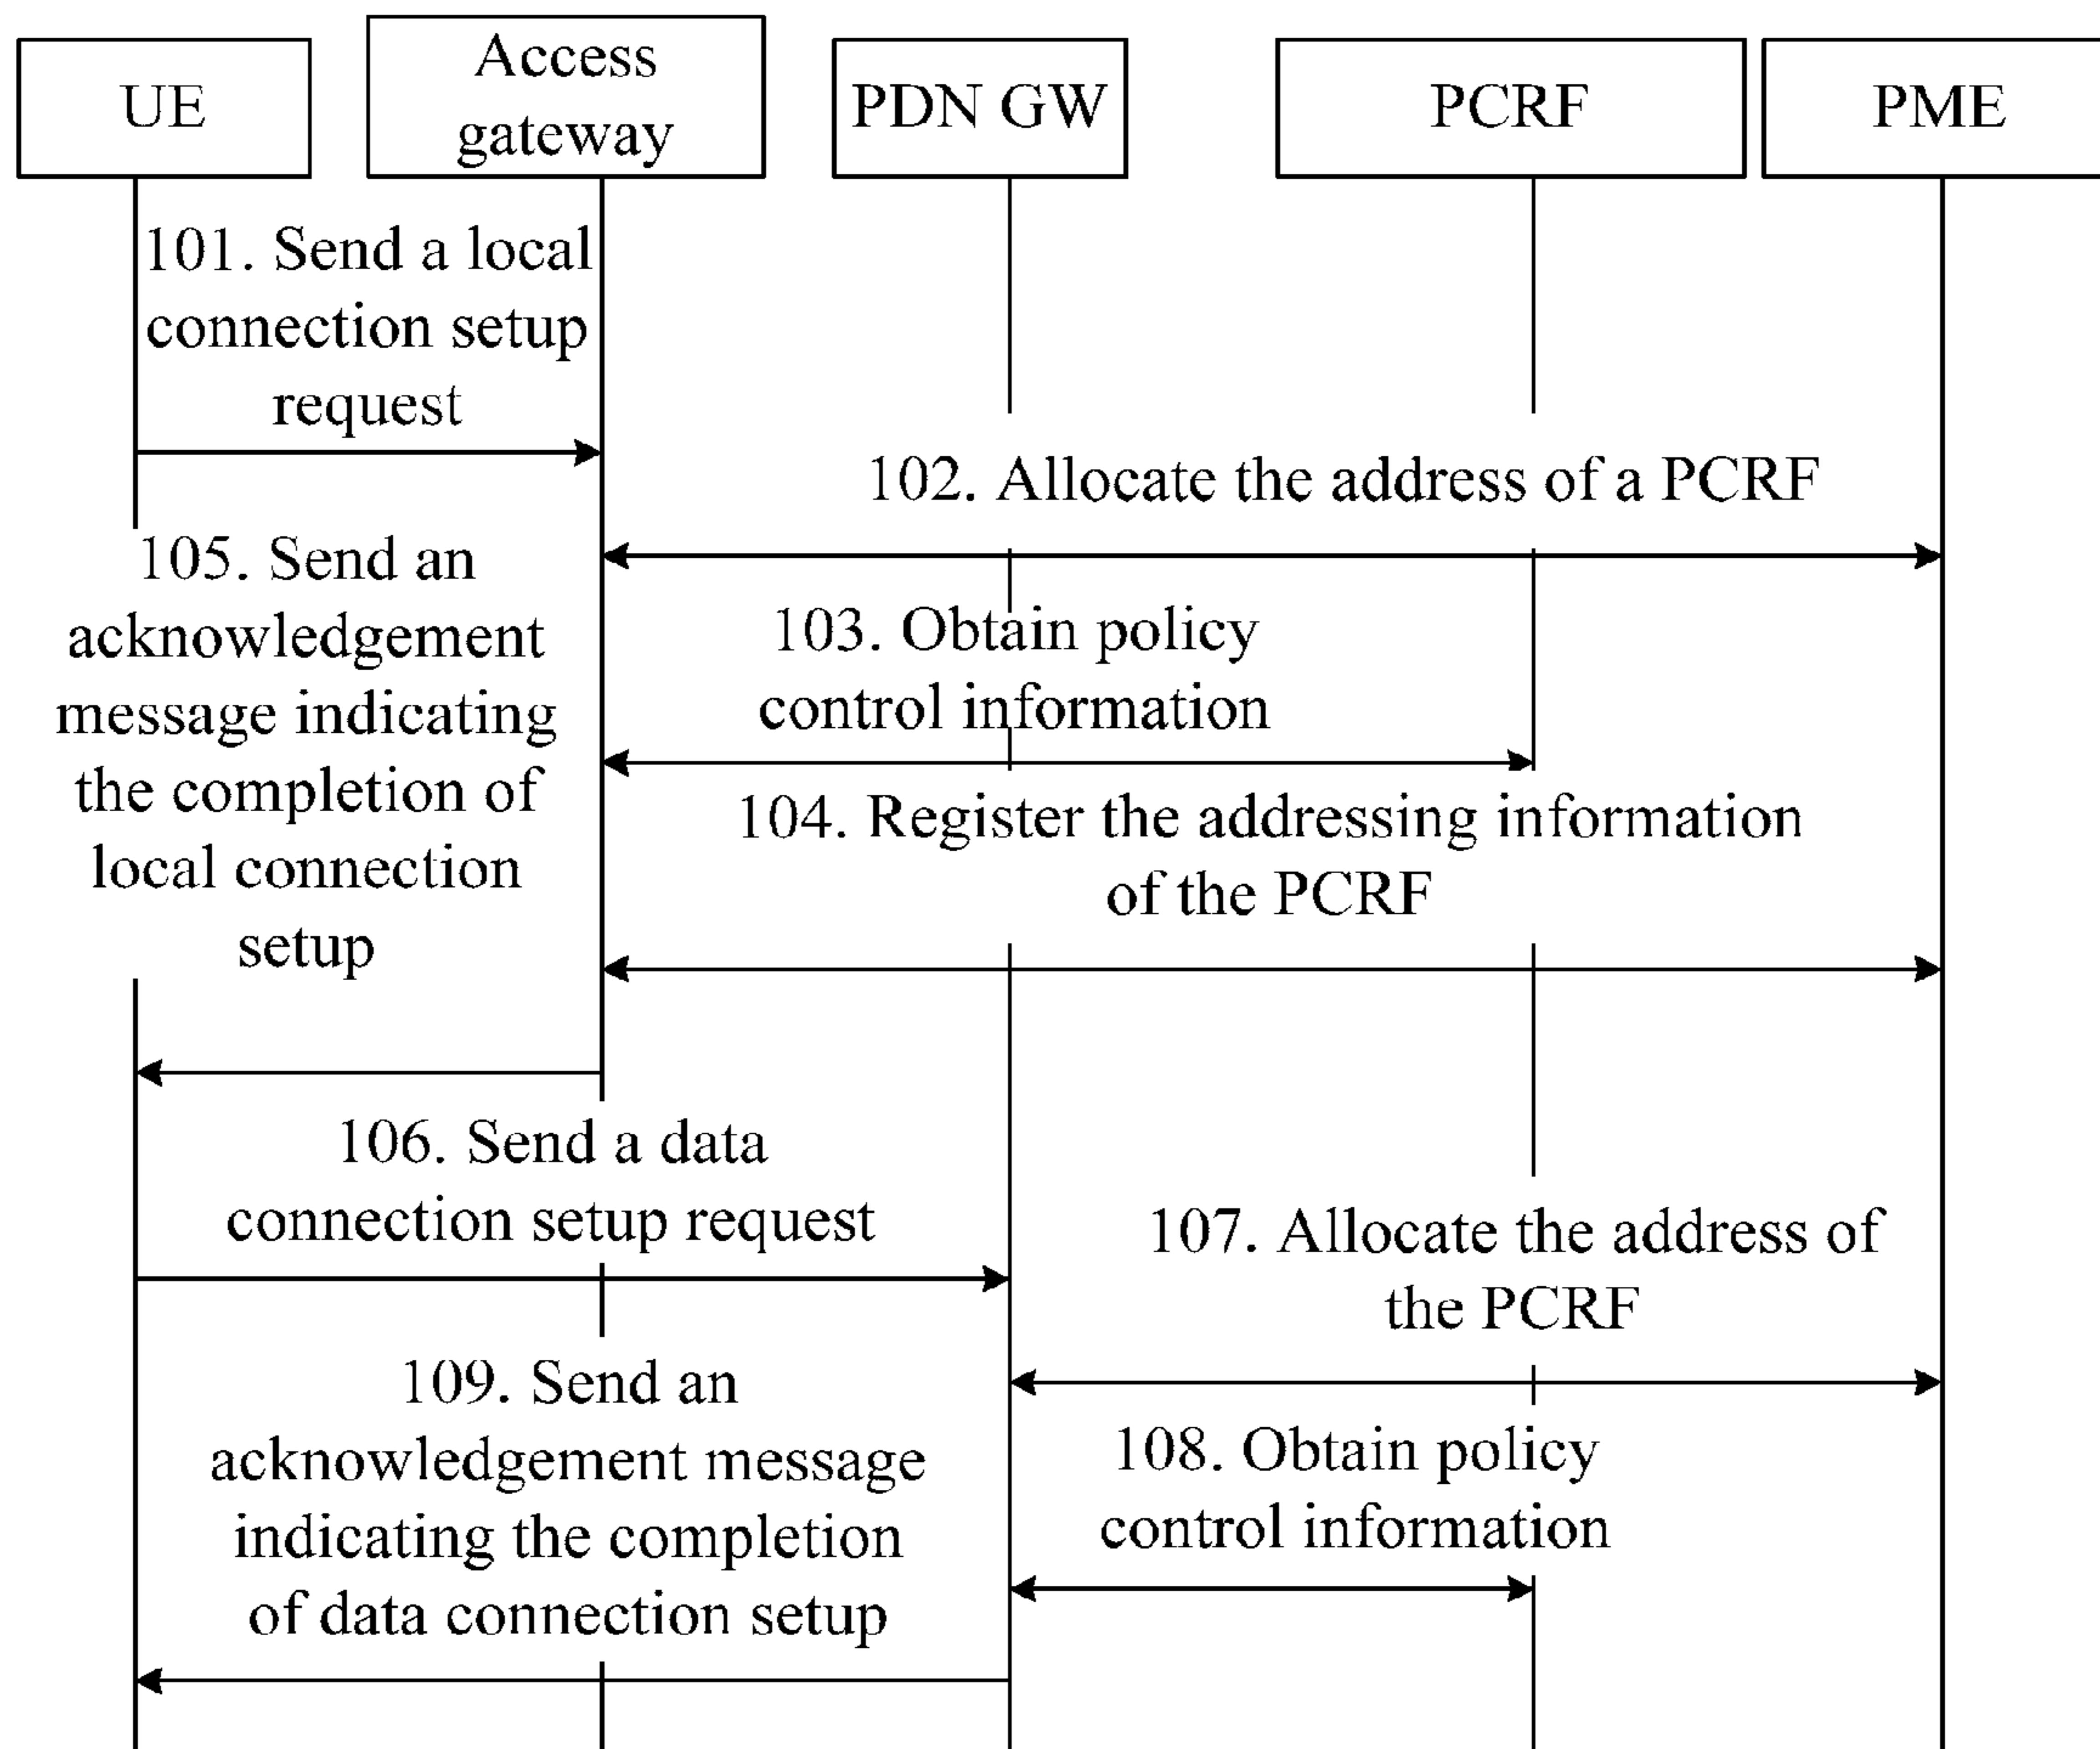 UE
Access
gateway
PDN GW
PCRF
PME
101. Send a local
connection setup
request
102. Allocate the address of a PCRF
103. Obtain policy
control information
104. Register the addressing information
of the PCRF
105. Send an
acknowledgement
message indicating
the completion of
local connection
setup
106. Send a data
connection setup request
107. Allocate the address of
the PCRF
108. Obtain policy
control information
109. Send an
acknowledgement message
indicating the completion
of data connection setup